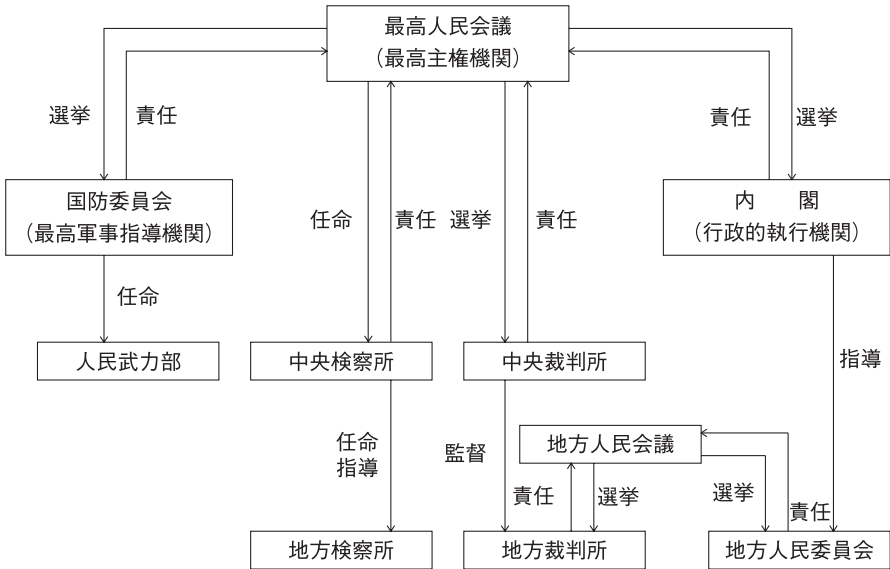 最高人民会議
（最高主権機関）
選挙
責任
責任
選挙
国防委員会
（最高軍事指導機関）
任命
責任
選挙
責任
内　閣
（行政的執行機関）
任命
人民武力部
中央検察所
中央裁判所
指導
任命
指導
監督
地方人民会議
責任
選挙
選挙
責任
地方検察所
地方裁判所
地方人民委員会